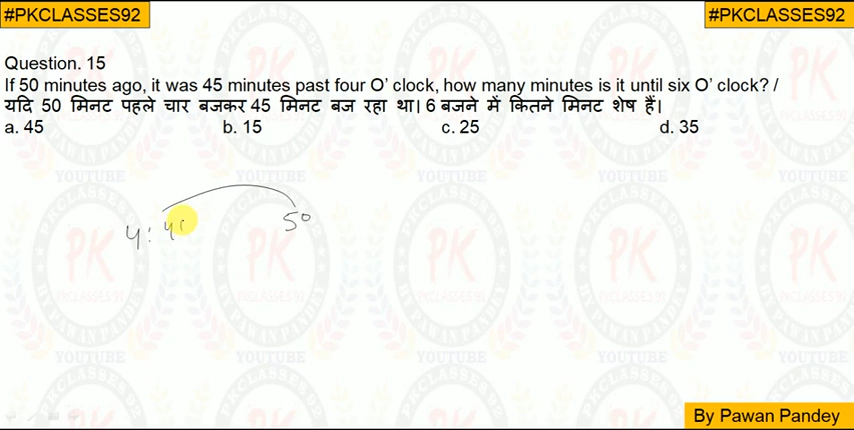 #PKCLASSES92
#PKCLASSES92
Question. 15
If 50 minutes ago, it was 45 minutes past four O' clock, how many minutes is it until six O' clock? /
यदि 50 मिनट पहले चार बजकर 45 मिनट बज रहा था। 6 बजने में कितने मिनट शेष हैं।
a. 45 b. 15 c. 25 d. 35
4: 50
By Pawan Pandey